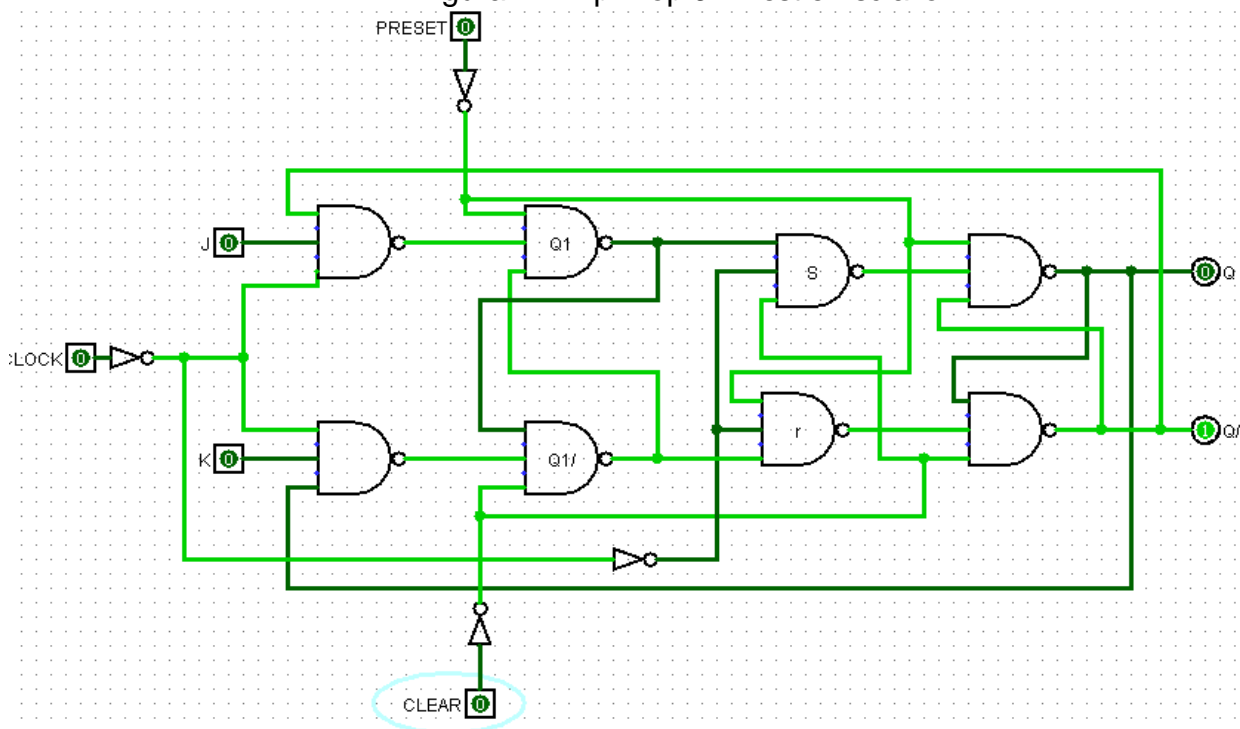 PRESET 0
J 0
Q1
S
0 Q
CLOCK 0
K 0
Q1/
r
1 Q/
CLEAR 0